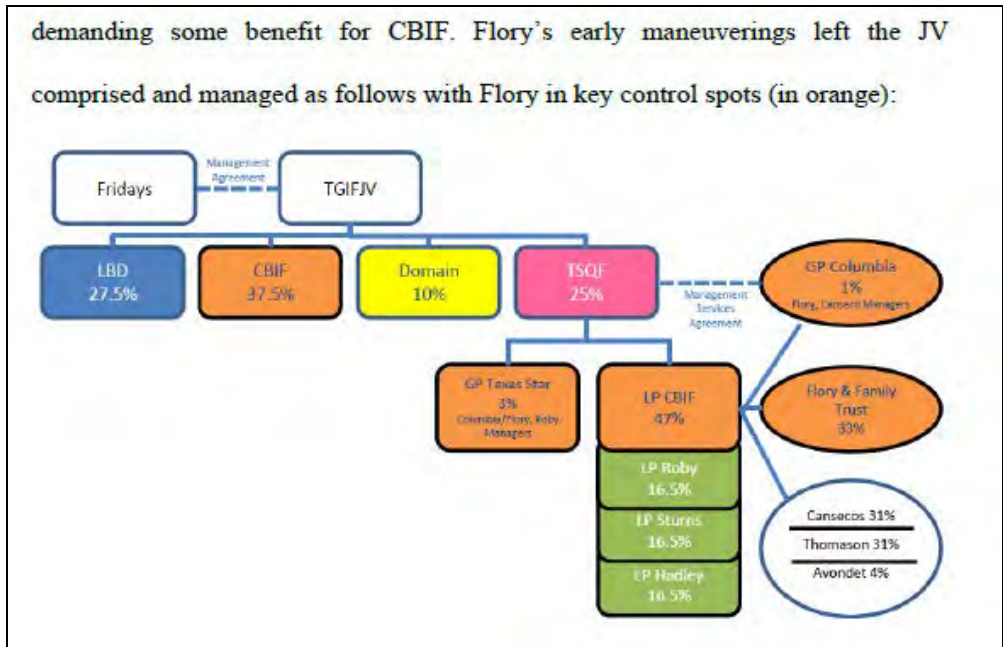 demanding some benefit for CBIF. Flory's early maneuverings left the JV
comprised and managed as follows with Flory in key control spots (in orange):
Management
Agreement
Fridays
TGIFJV
LBD
27.5%
CBIF
37.5%
Domain
10%
TSQF
25%
Management
Services
Agreement
GP Columbia
1%
Flory, Canseco Managers
GP Texas Star
3%
Columbia/Flory, Roby
Managers
LP CBIF
47%
Flory & Family
Trust
33%
LP Roby
16.5%
LP Sturns
16.5%
LP Hadley
16.5%
Cansecos 31%
Thomason 31%
Avondet 4%